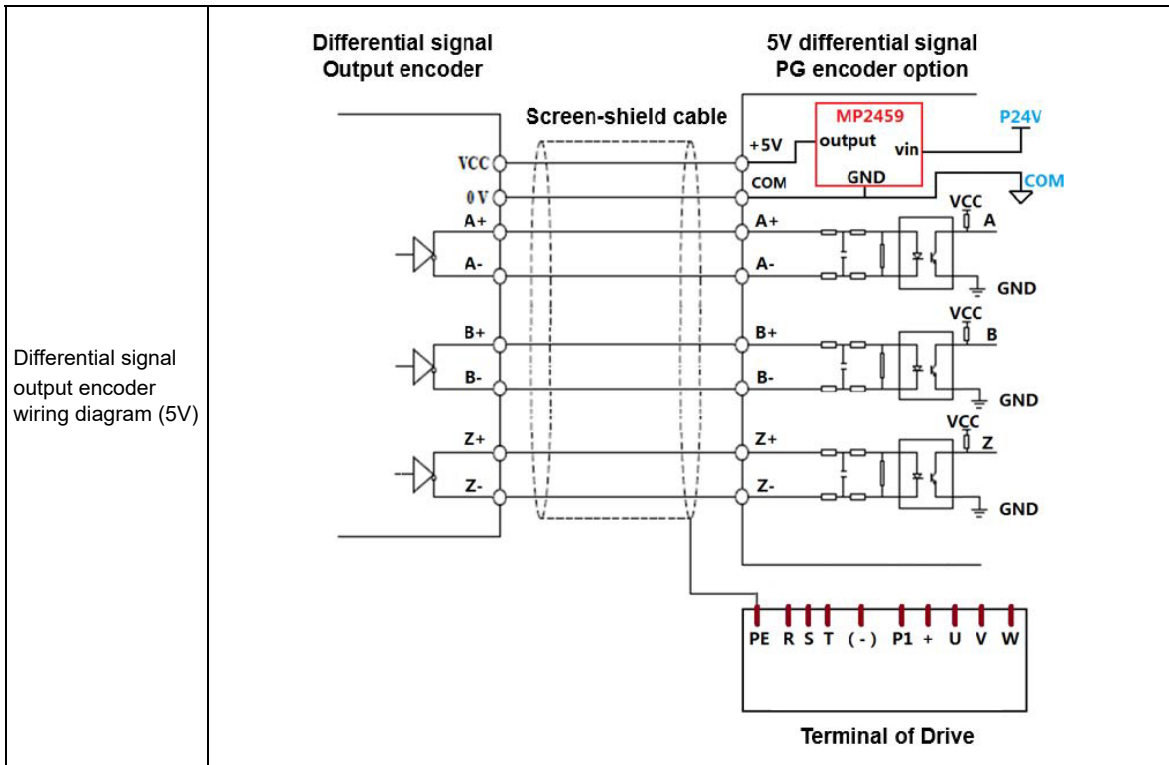 Differential signal
output encoder
wiring diagram (5V)
Differential signal
Output encoder
5V differential signal
PG encoder option
Screen-shield cable
MP2459
output
vin
GND
P24V
COM
+5V
COM
VCC
0 V
A+
A-
B+
B-
Z+
Z-
A+
A-
B+
B-
Z+
Z-
VCC
A
GND
VCC
B
GND
VCC
Z
GND
PE R S T (-) P1 + U V W
Terminal of Drive